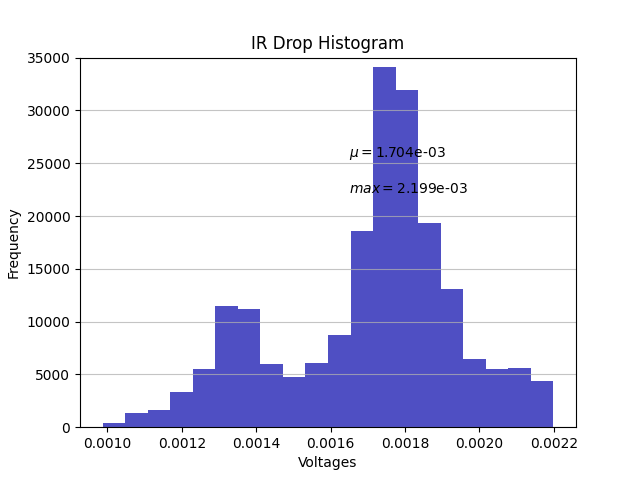 IR Drop Histogram
35000
30000
25000
20000
15000
10000
5000
0
μ = 1.704e-03
max = 2.199e-03
Frequency
0.0010 0.0012 0.0014 0.0016 0.0018 0.0020 0.0022
Voltages